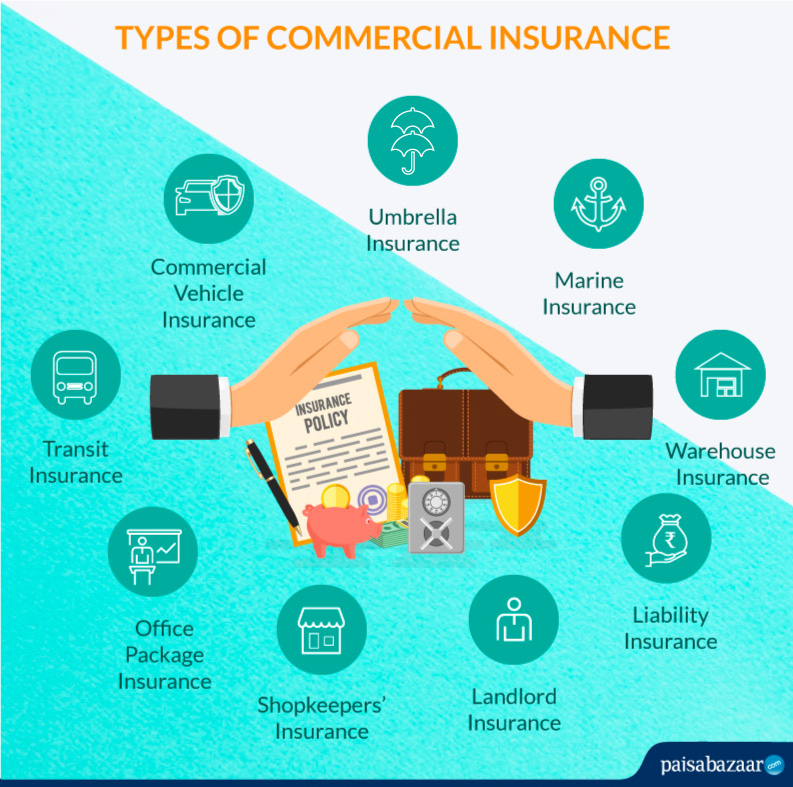 TYPES OF COMMERCIAL INSURANCE
Umbrella
Insurance
Commercial
Vehicle
Insurance
Marine
Insurance
INSURANCE
POLICY
Transit
Insurance
Warehouse
Insurance
Office
Package
Insurance
₹
Liability
Insurance
Shopkeepers’
Insurance
Landlord
Insurance
paisabazaar.com